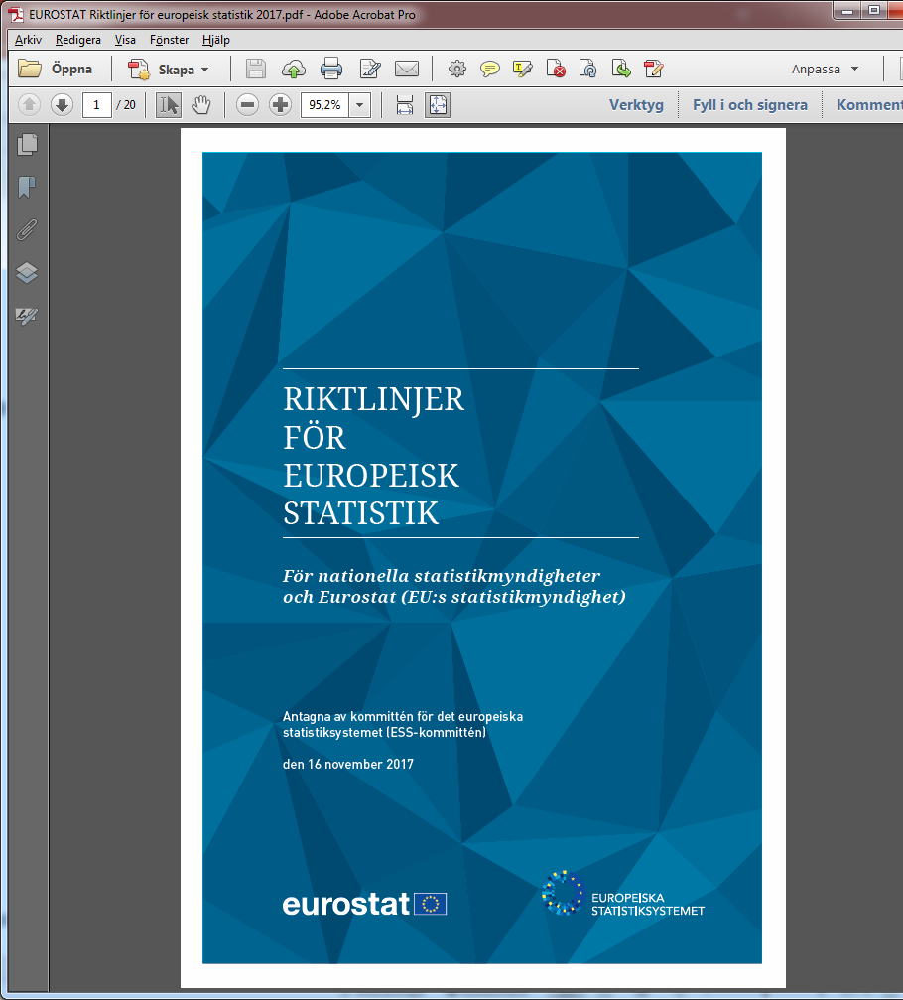 EUROSTAT Riktlinjer för europeisk statistik 2017.pdf - Adobe Acrobat Pro
Arkiv Redigera Visa Fönster Hjälp
Öppna Skapa Anpassa
1 / 20 95,2% Verktyg Fyll i och signera Komment
RIKTLINJER
FÖR
EUROPEISK
STATISTIK
För nationella statistikmyndigheter
och Eurostat (EU:s statistikmyndighet)
Antagna av kommittén för det europeiska
statistiksystemet (ESS-kommittén)
den 16 november 2017
eurostat
EUROPEISKA
STATISTIKSYSTEMET